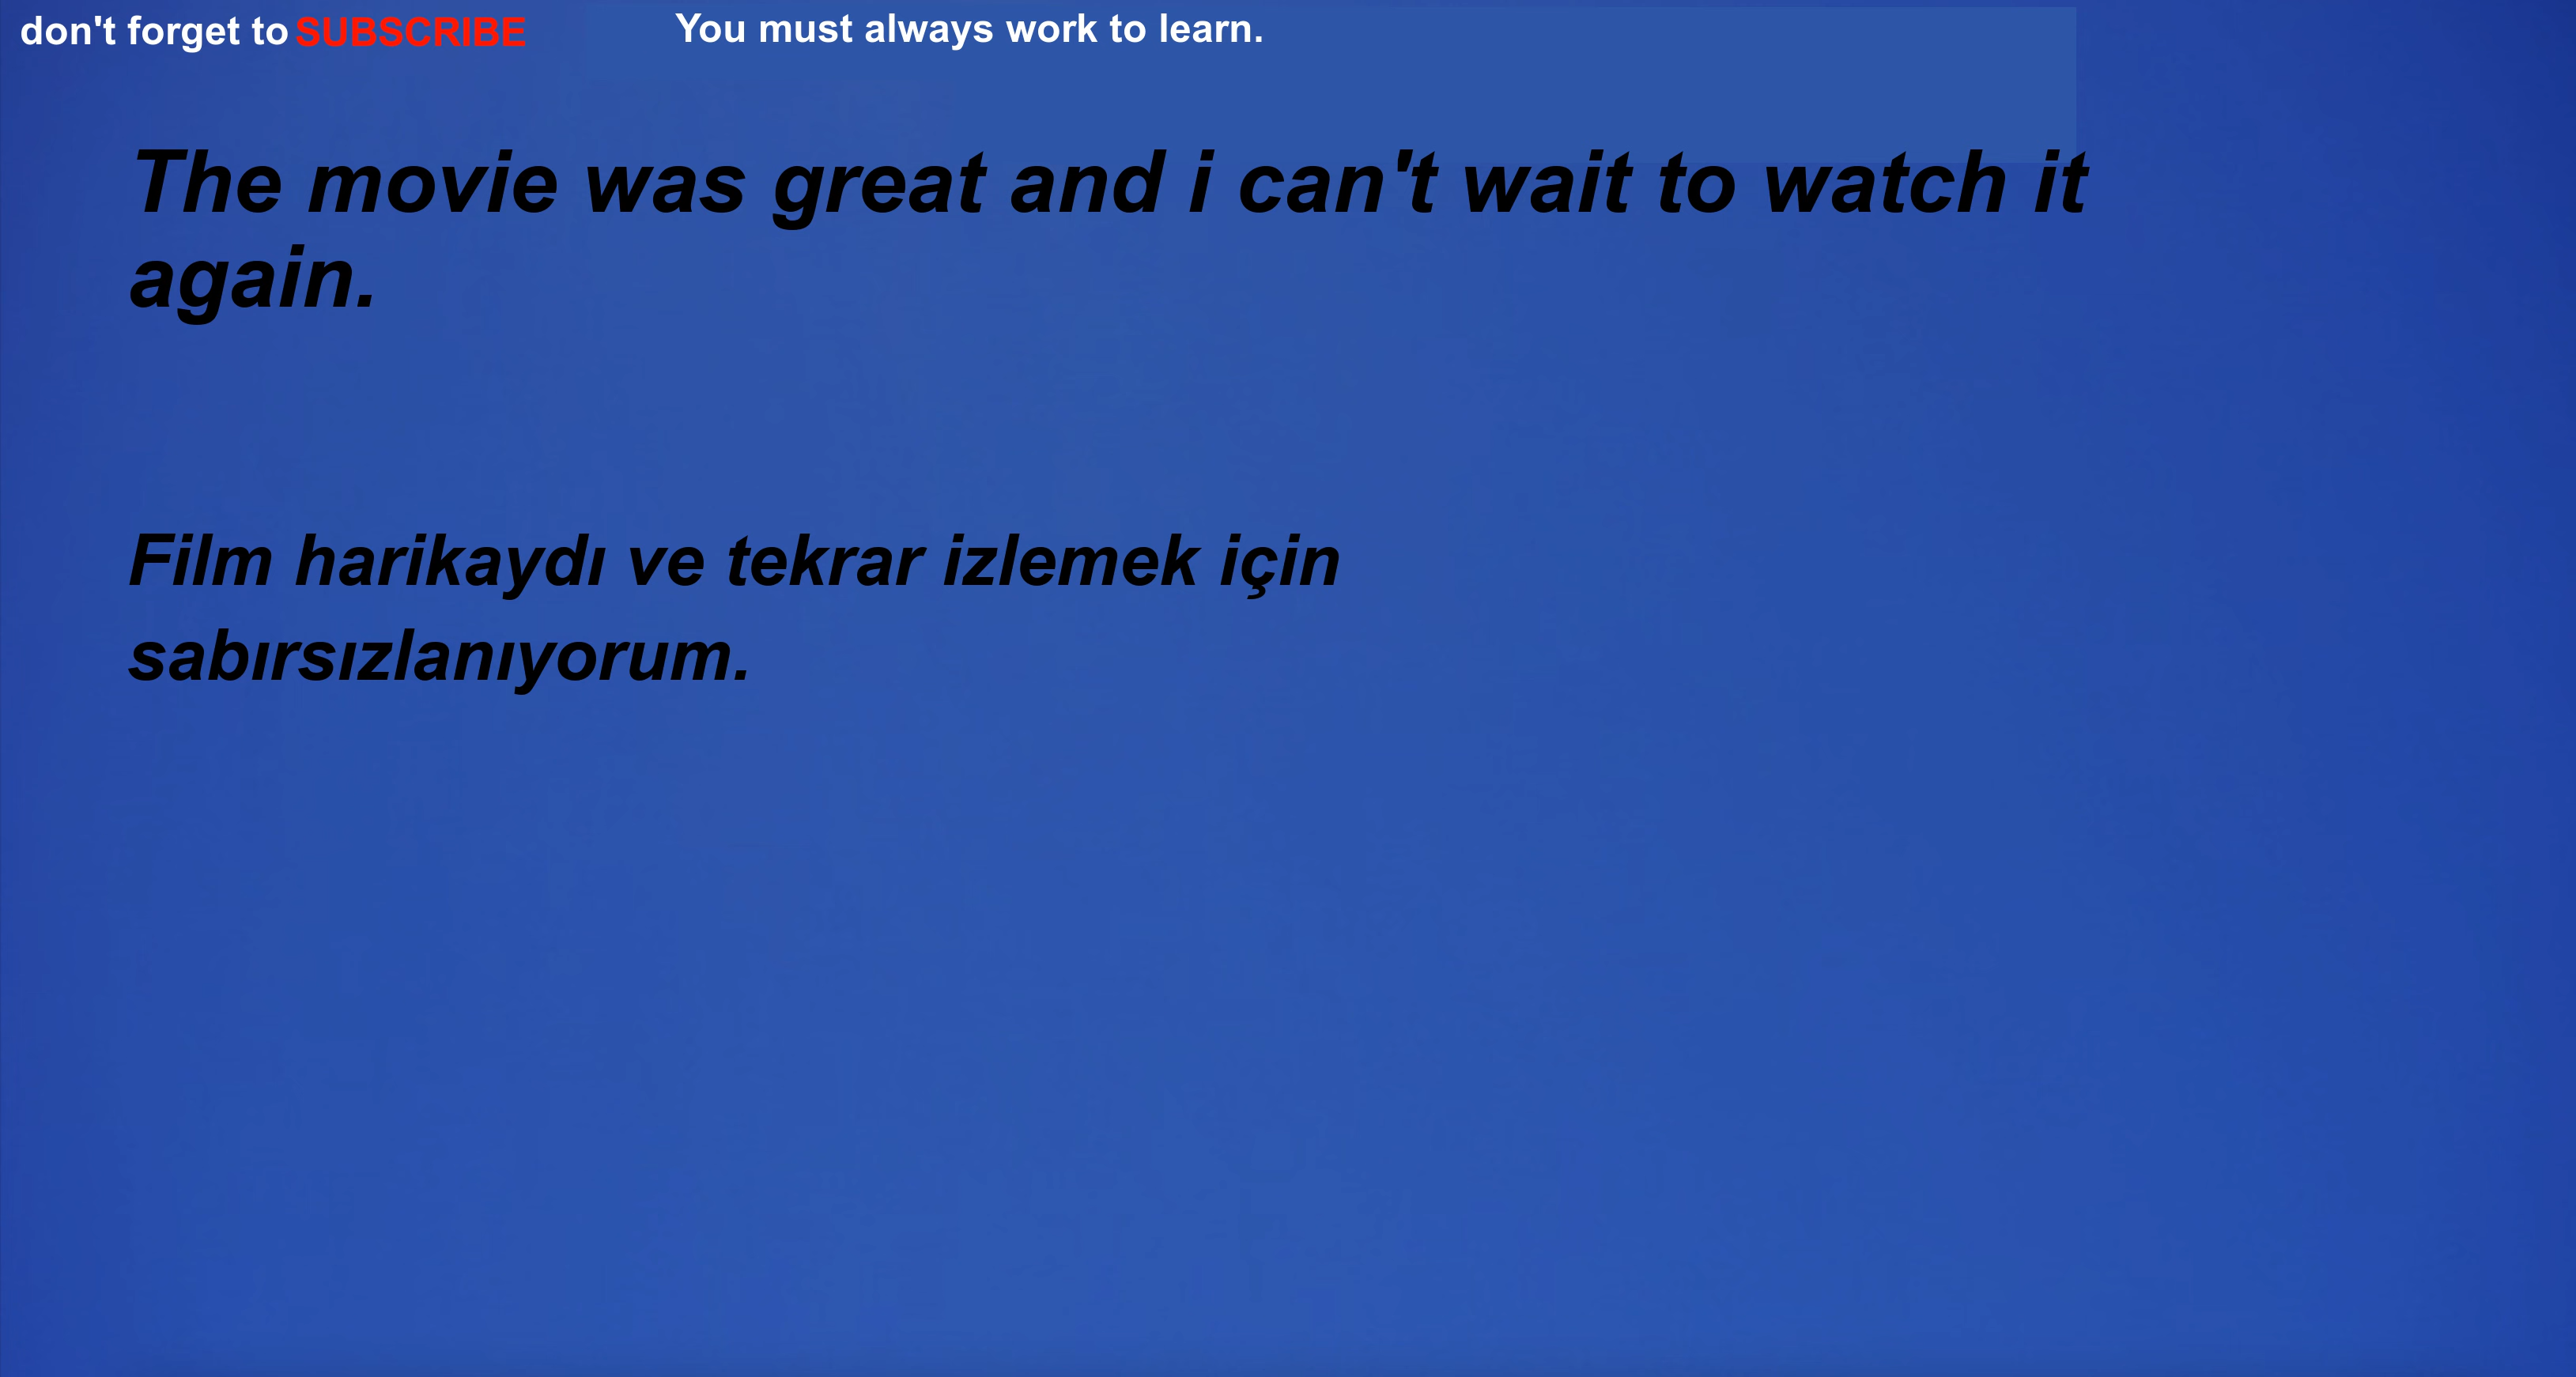 don't forget to SUBSCRIBE
You must always work to learn.
The movie was great and i can't wait to watch it
again.
Film harikaydı ve tekrar izlemek için
sabırsızlanıyorum.